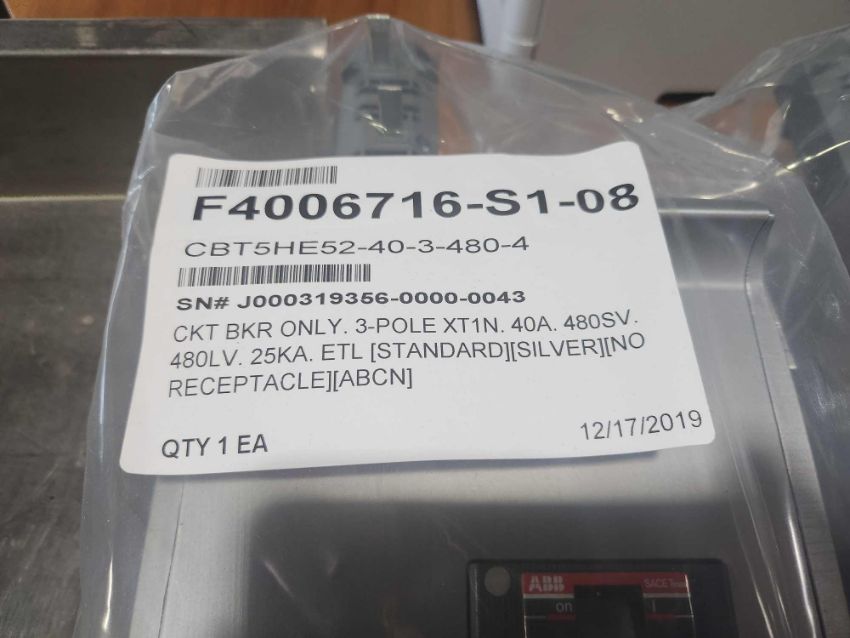 F4006716-S1-08
CBT5HE52-40-3-480-4
SN# J000319356-0000-0043
CKT BKR ONLY. 3-POLE XT1N. 40A. 480SV.
480LV. 25KA. ETL [STANDARD][SILVER][NO
RECEPTACLE][ABCN]
QTY 1 EA 12/17/2019
ABB SACE
on